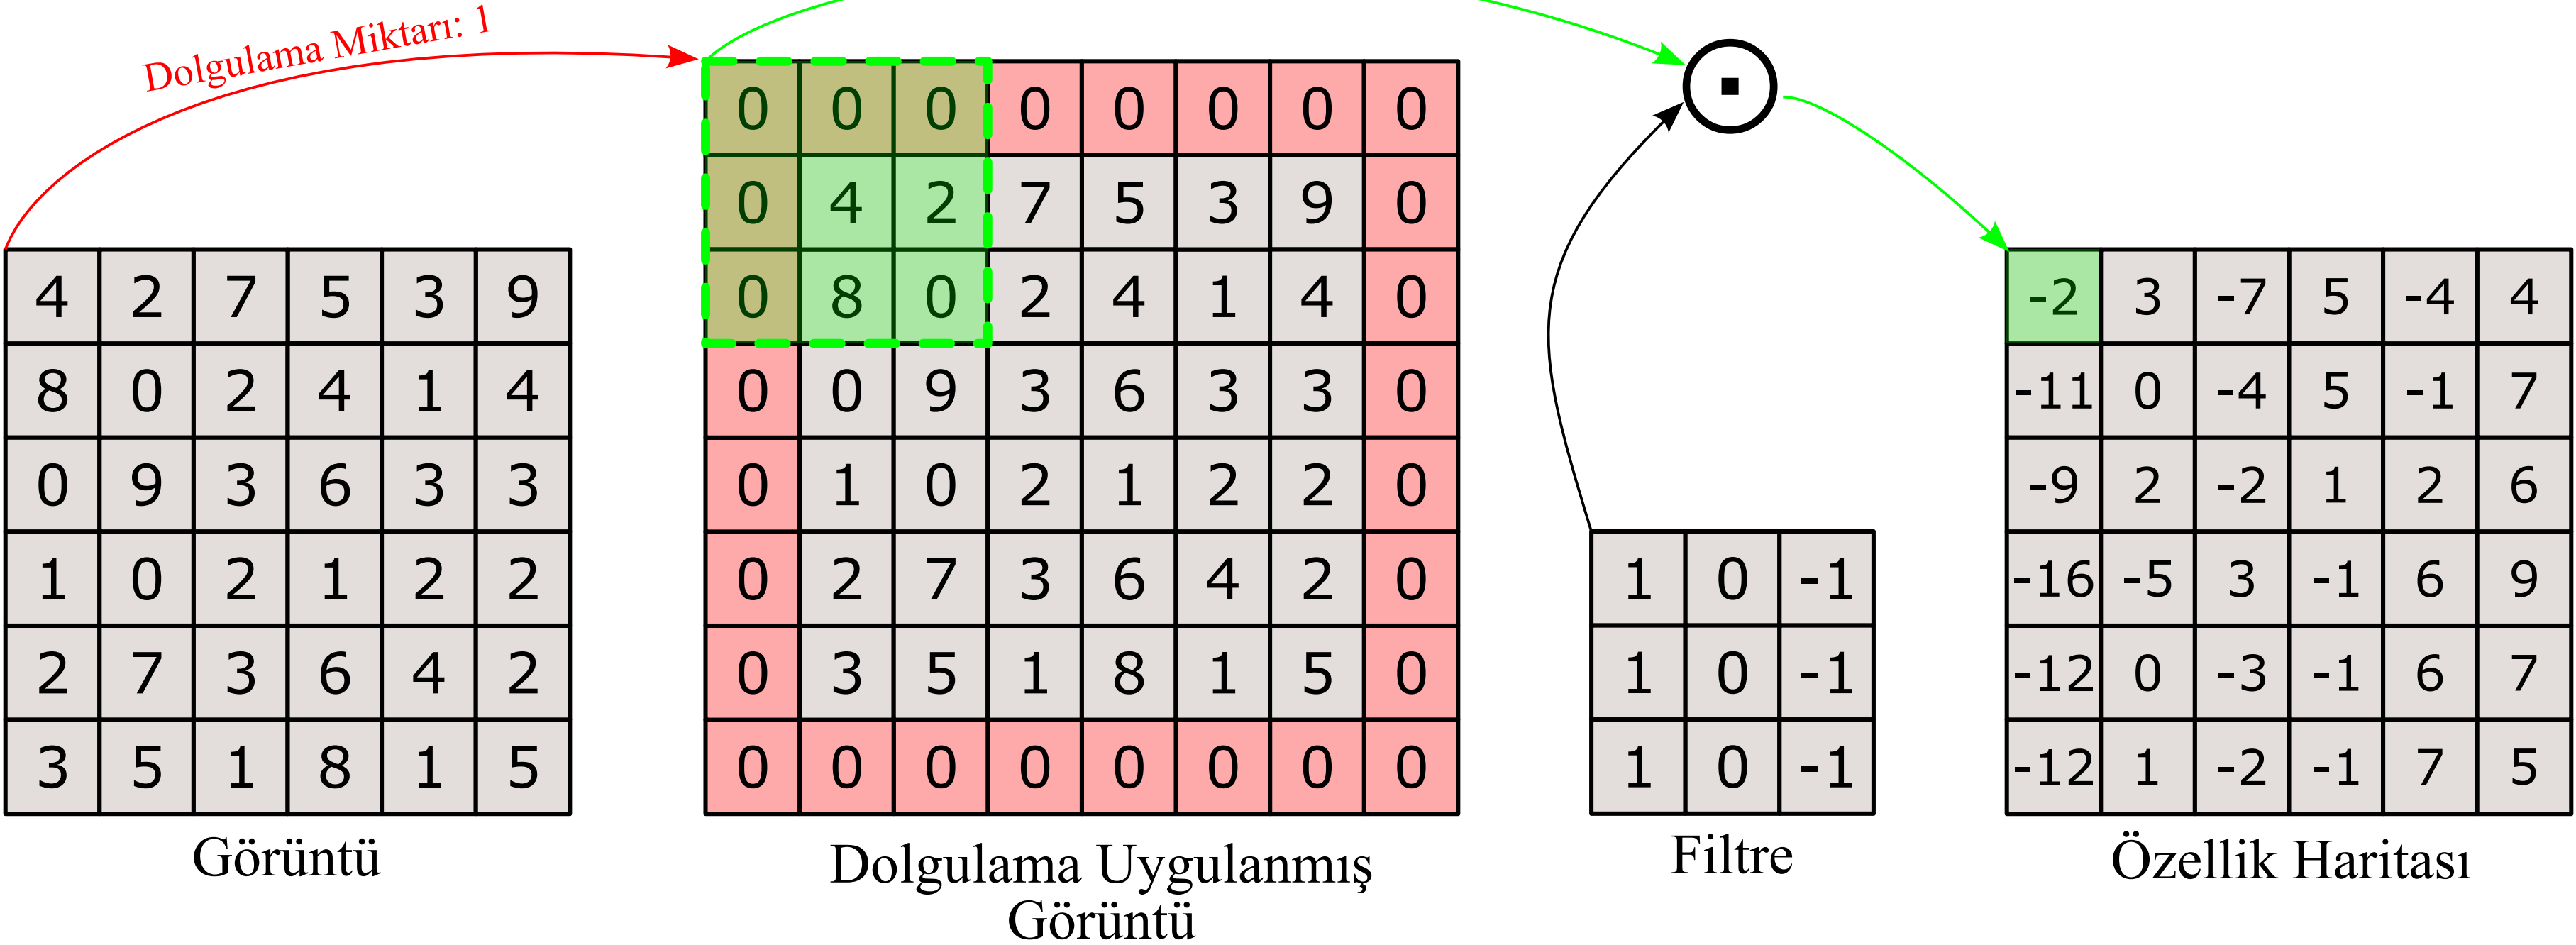 Dolgulama Miktarı: 1
4 2 7 5 3 9
8 0 2 4 1 4
0 9 3 6 3 3
1 0 2 1 2 2
2 7 3 6 4 2
3 5 1 8 1 5
Görüntü
0 0 0 0 0 0 0 0
0 4 2 7 5 3 9 0
0 8 0 2 4 1 4 0
0 0 9 3 6 3 3 0
0 1 0 2 1 2 2 0
0 2 7 3 6 4 2 0
0 3 5 1 8 1 5 0
0 0 0 0 0 0 0 0
Dolgulama Uygulanmış
Görüntü
1 0 -1
1 0 -1
1 0 -1
Filtre
-2 3 -7 5 -4 4
-11 0 -4 5 -1 7
-9 2 -2 1 2 6
-16 -5 3 -1 6 9
-12 0 -3 -1 6 7
-12 1 -2 -1 7 5
Özellik Haritası